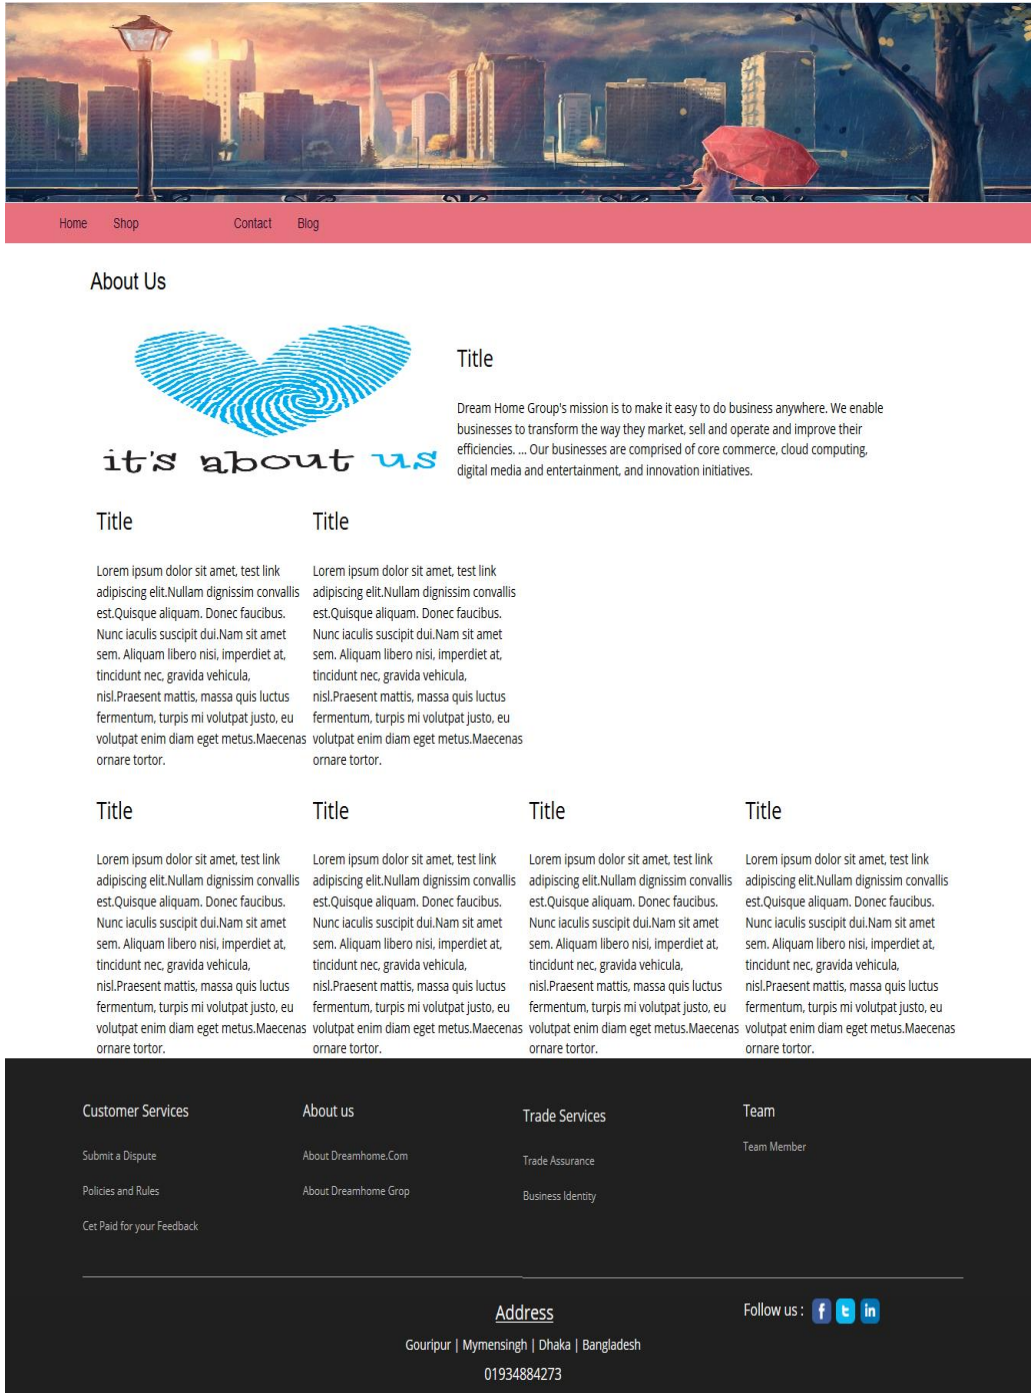 Home Shop Contact Blog
About Us
it's about us
Title
Dream Home Group's mission is to make it easy to do business anywhere. We enable
businesses to transform the way they market, sell and operate and improve their
efficiencies. ... Our businesses are comprised of core commerce, cloud computing,
digital media and entertainment, and innovation initiatives.
Title
Lorem ipsum dolor sit amet, test link
adipiscing elit.Nullam dignissim convallis
est.Quisque aliquam. Donec faucibus.
Nunc iaculis suscipit dui.Nam sit amet
sem. Aliquam libero nisi, imperdiet at,
tincidunt nec, gravida vehicula,
nisl.Praesent mattis, massa quis luctus
fermentum, turpis mi volutpat justo, eu
volutpat enim diam eget metus.Maecenas
ornare tortor.
Title
Lorem ipsum dolor sit amet, test link
adipiscing elit.Nullam dignissim convallis
est.Quisque aliquam. Donec faucibus.
Nunc iaculis suscipit dui.Nam sit amet
sem. Aliquam libero nisi, imperdiet at,
tincidunt nec, gravida vehicula,
nisl.Praesent mattis, massa quis luctus
fermentum, turpis mi volutpat justo, eu
volutpat enim diam eget metus.Maecenas
ornare tortor.
Title
Lorem ipsum dolor sit amet, test link
adipiscing elit.Nullam dignissim convallis
est.Quisque aliquam. Donec faucibus.
Nunc iaculis suscipit dui.Nam sit amet
sem. Aliquam libero nisi, imperdiet at,
tincidunt nec, gravida vehicula,
nisl.Praesent mattis, massa quis luctus
fermentum, turpis mi volutpat justo, eu
volutpat enim diam eget metus.Maecenas
ornare tortor.
Title
Lorem ipsum dolor sit amet, test link
adipiscing elit.Nullam dignissim convallis
est.Quisque aliquam. Donec faucibus.
Nunc iaculis suscipit dui.Nam sit amet
sem. Aliquam libero nisi, imperdiet at,
tincidunt nec, gravida vehicula,
nisl.Praesent mattis, massa quis luctus
fermentum, turpis mi volutpat justo, eu
volutpat enim diam eget metus.Maecenas
ornare tortor.
Title
Lorem ipsum dolor sit amet, test link
adipiscing elit.Nullam dignissim convallis
est.Quisque aliquam. Donec faucibus.
Nunc iaculis suscipit dui.Nam sit amet
sem. Aliquam libero nisi, imperdiet at,
tincidunt nec, gravida vehicula,
nisl.Praesent mattis, massa quis luctus
fermentum, turpis mi volutpat justo, eu
volutpat enim diam eget metus.Maecenas
ornare tortor.
Title
Lorem ipsum dolor sit amet, test link
adipiscing elit.Nullam dignissim convallis
est.Quisque aliquam. Donec faucibus.
Nunc iaculis suscipit dui.Nam sit amet
sem. Aliquam libero nisi, imperdiet at,
tincidunt nec, gravida vehicula,
nisl.Praesent mattis, massa quis luctus
fermentum, turpis mi volutpat justo, eu
volutpat enim diam eget metus.Maecenas
ornare tortor.
Customer Services
Submit a Dispute
Policies and Rules
Cet Paid for your Feedback
About us
About Dreamhome.Com
About Dreamhome Grop
Trade Services
Trade Assurance
Business Identity
Team
Team Member
Address
Gouripur | Mymensingh | Dhaka | Bangladesh
01934884273
Follow us : f t in